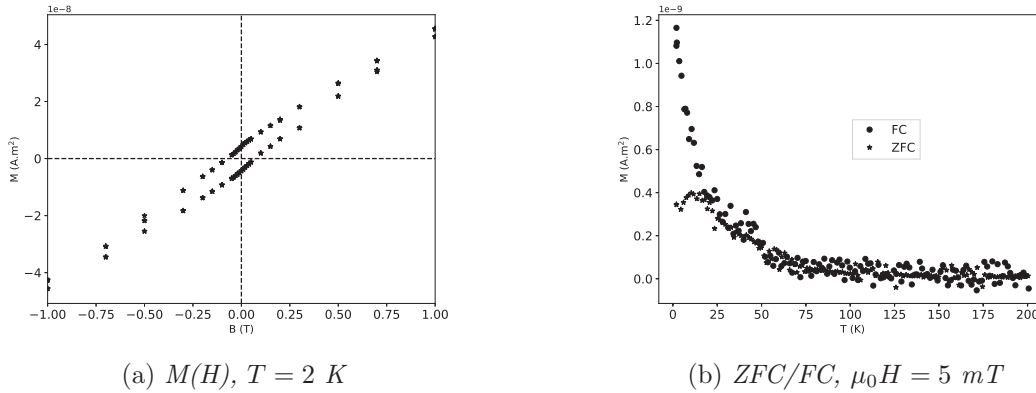 1e−8
4
2
0
−2
−4
M (A.m²)
−1.00 −0.75 −0.50 −0.25 0.00 0.25 0.50 0.75 1.00
B (T)
(a) M(H), T = 2 K
1e−9
1.2
1.0
0.8
0.6
0.4
0.2
0.0
M (A.m²)
FC
ZFC
0 25 50 75 100 125 150 175 200
T (K)
(b) ZFC/FC, μ₀H = 5 mT